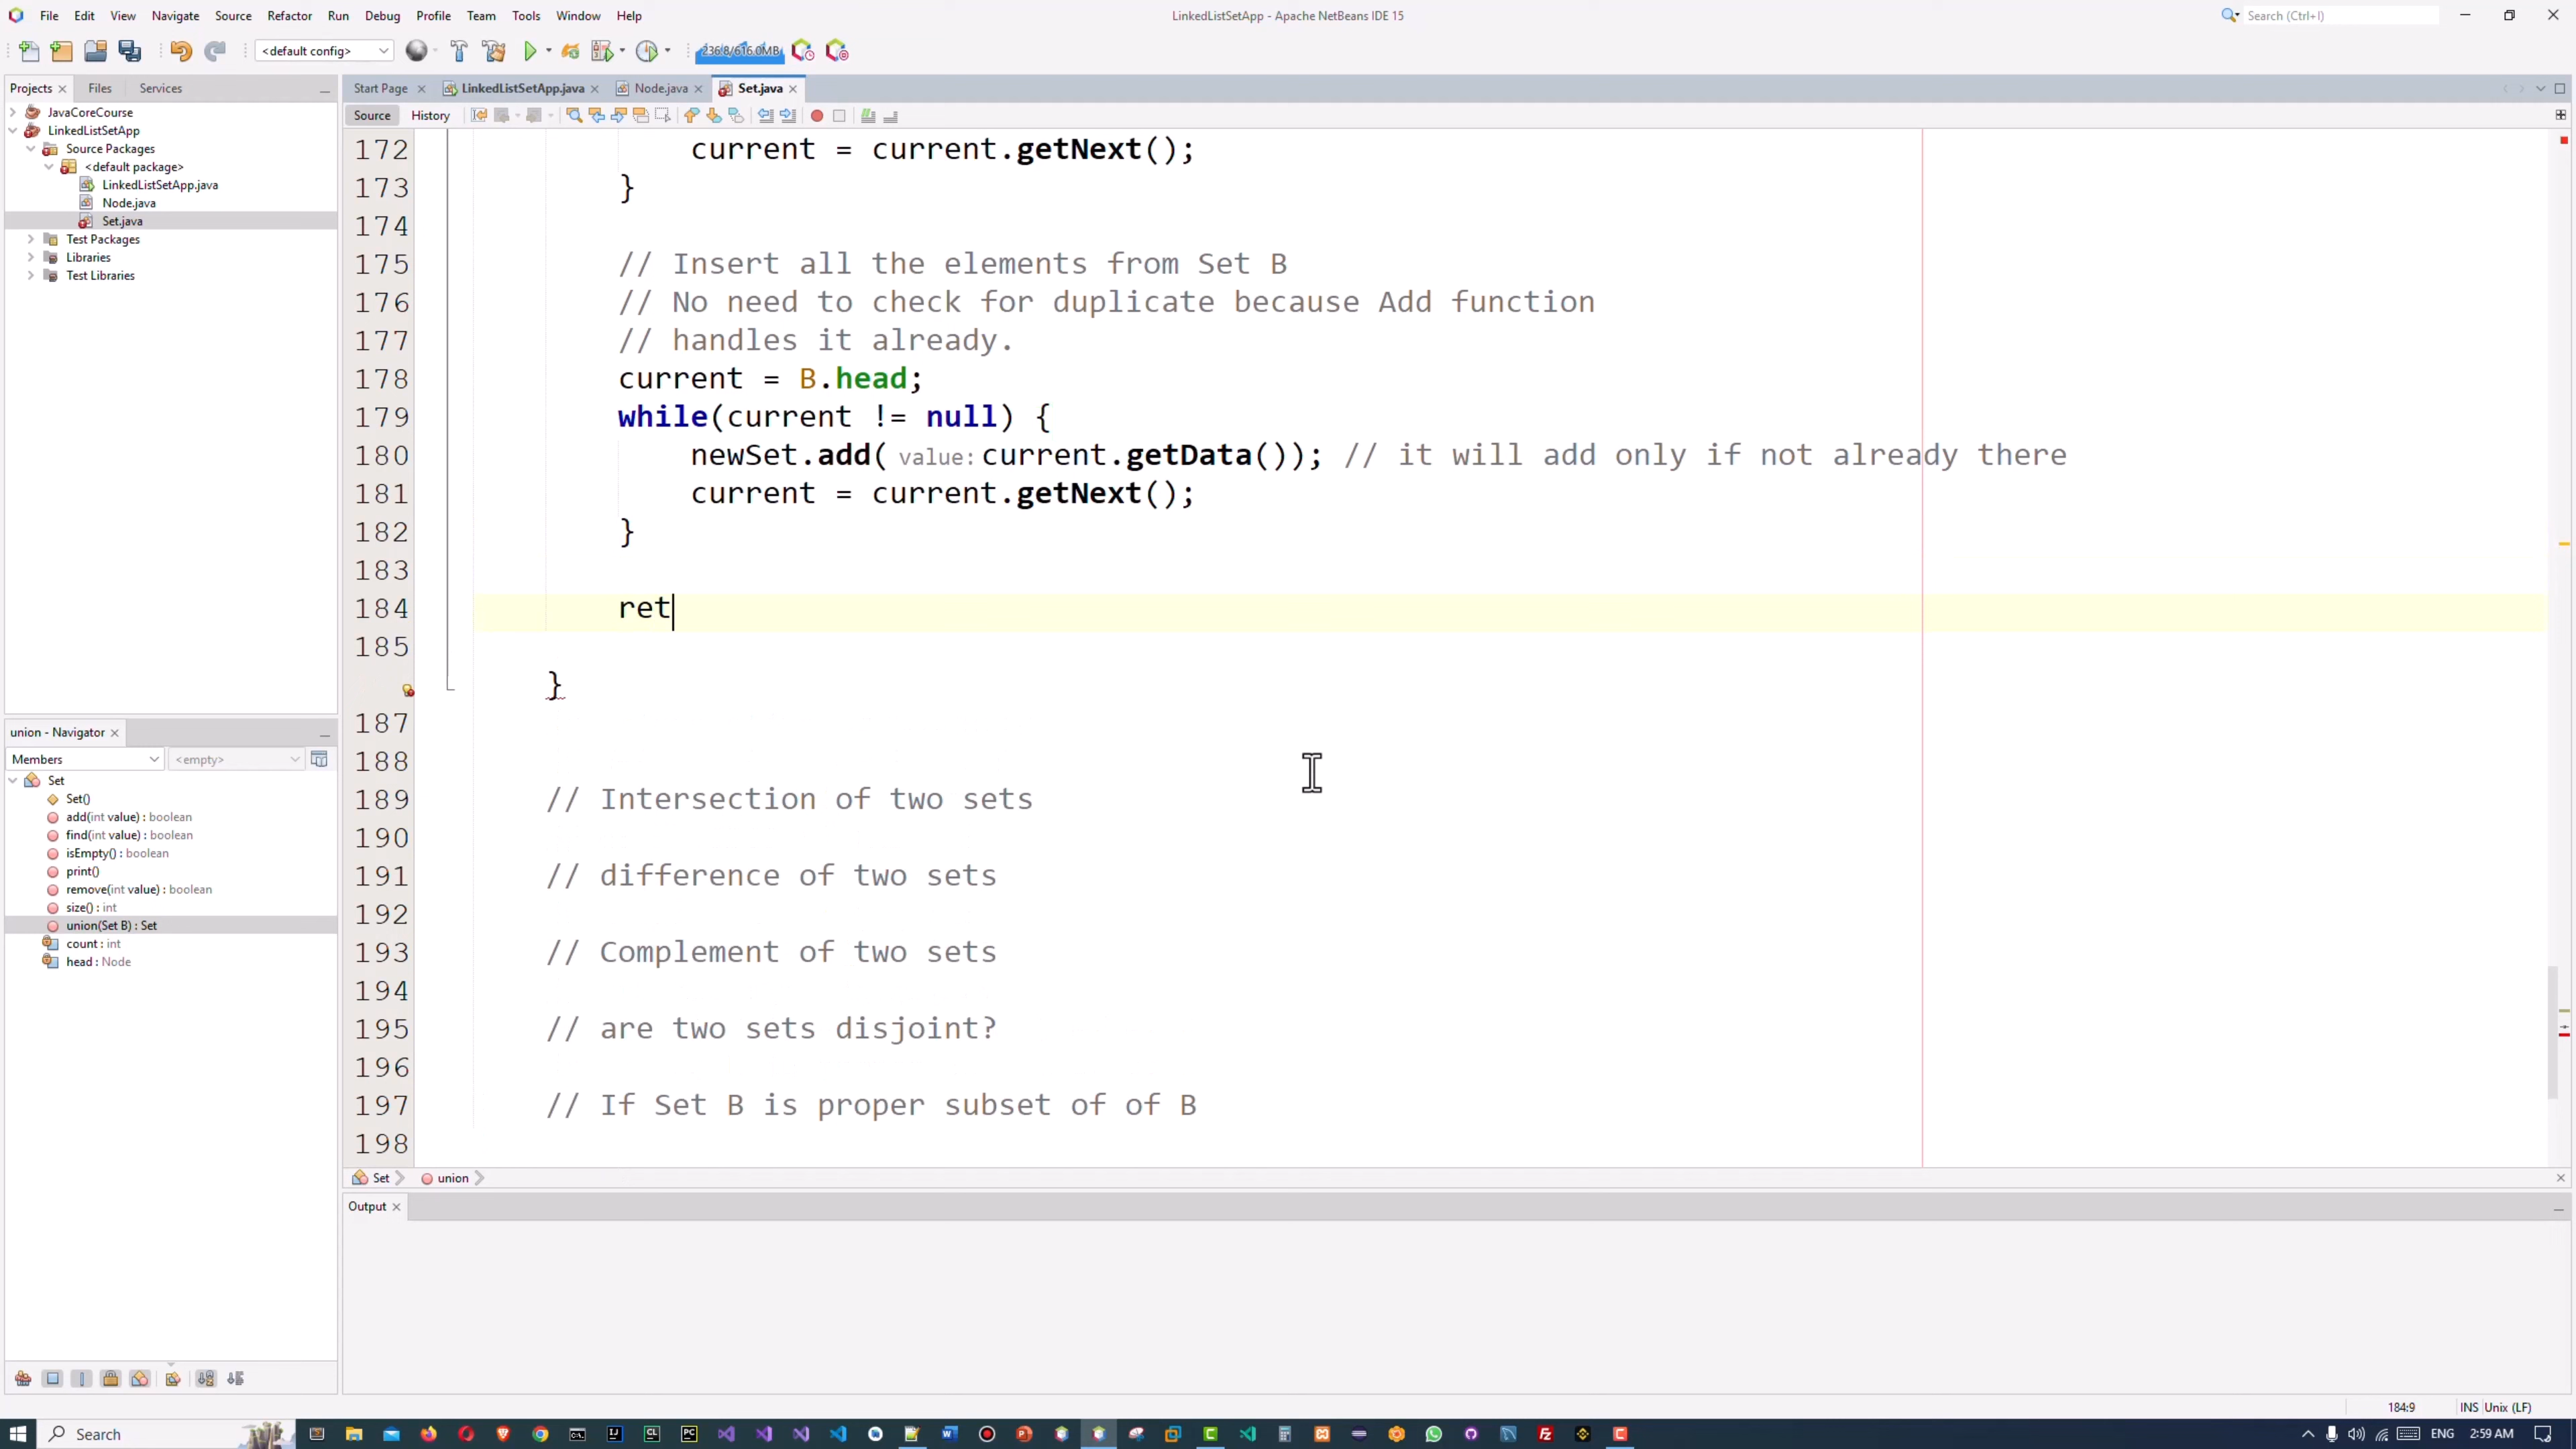 File Edit View Navigate Source Refactor Run Debug Profile Team Tools Window Help
LinkedListSetApp - Apache NetBeans IDE 15
Search (Ctrl+I)
<default config>
236.8/616.0MB
Projects Files Services
Start Page LinkedListSetApp.java Node.java Set.java
Source History
JavaCoreCourse
LinkedListSetApp
Source Packages
<default package>
LinkedListSetApp.java
Node.java
Set.java
Test Packages
Libraries
Test Libraries
172 current = current.getNext();
173 }
174
175 // Insert all the elements from Set B
176 // No need to check for duplicate because Add function
177 // handles it already.
178 current = B.head;
179 while(current != null) {
180 newSet.add( value: current.getData()); // it will add only if not already there
181 current = current.getNext();
182 }
183
184 ret
185
}
187
188
189 // Intersection of two sets
190
191 // difference of two sets
192
193 // Complement of two sets
194
195 // are two sets disjoint?
196
197 // If Set B is proper subset of of B
198
union - Navigator
Members <empty>
Set
Set()
add(int value) : boolean
find(int value) : boolean
isEmpty() : boolean
print()
remove(int value) : boolean
size() : int
union(Set B) : Set
count : int
head : Node
Set union
Output
184:9 INS Unix (LF)
Search
ENG 2:59 AM